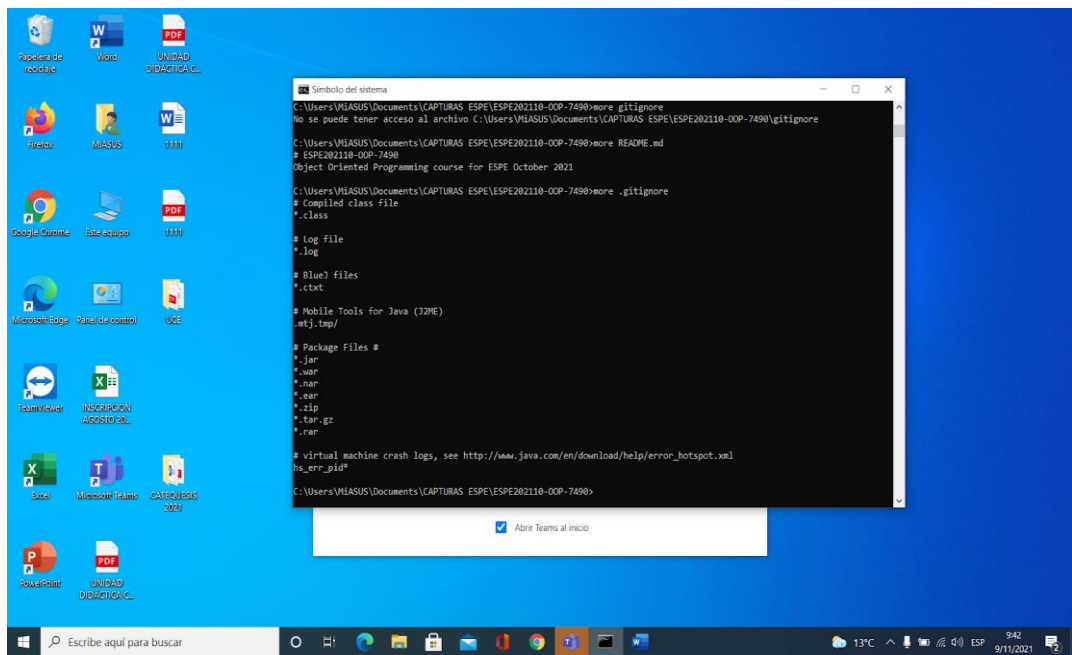 Papelera de
reciclaje
Word
UNIDAD
DIDÁCTICA C...
Firefox
MiASUS
1111
Google Chrome
Este equipo
1111
Microsoft Edge
Panel de control
UGE
TeamViewer
INSCRIPCION
AGOSTO 20...
Excel
Microsoft Teams
CATEQUESIS
2021
PowerPoint
UNIDAD
DIDÁCTICA C...
Símbolo del sistema
C:\Users\MiASUS\Documents\CAPTURAS ESPE\ESPE202110-OOP-7490>more gitignore
No se puede tener acceso al archivo C:\Users\MiASUS\Documents\CAPTURAS ESPE\ESPE202110-OOP-7490\gitignore
C:\Users\MiASUS\Documents\CAPTURAS ESPE\ESPE202110-OOP-7490>more README.md
# ESPE202110-OOP-7490
Object Oriented Programming course for ESPE October 2021
C:\Users\MiASUS\Documents\CAPTURAS ESPE\ESPE202110-OOP-7490>more .gitignore
# Compiled class file
*.class
# Log file
*.log
# BlueJ files
*.ctxt
# Mobile Tools for Java (J2ME)
.mtj.tmp/
# Package Files #
*.jar
*.war
*.nar
*.ear
*.zip
*.tar.gz
*.rar
# virtual machine crash logs, see http://www.java.com/en/download/help/error_hotspot.xml
hs_err_pid*
C:\Users\MiASUS\Documents\CAPTURAS ESPE\ESPE202110-OOP-7490>
Abrir Teams al inicio
Escribe aquí para buscar
13°C
ESP
9:42
9/11/2021
2